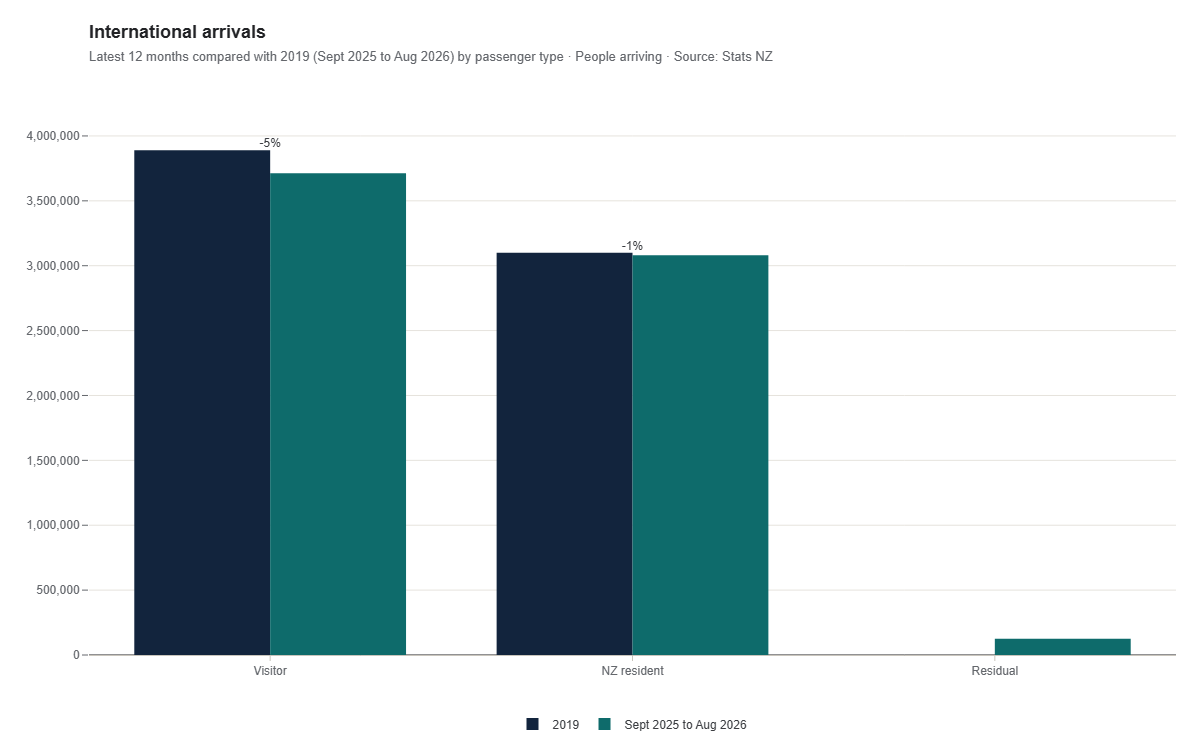 International arrivals
Latest 12 months compared with 2019 (Sept 2025 to Aug 2026) by passenger type · People arriving · Source: Stats NZ
4,000,000
3,500,000
3,000,000
2,500,000
2,000,000
1,500,000
1,000,000
500,000
0
-5%
-1%
Visitor
NZ resident
Residual
2019
Sept 2025 to Aug 2026